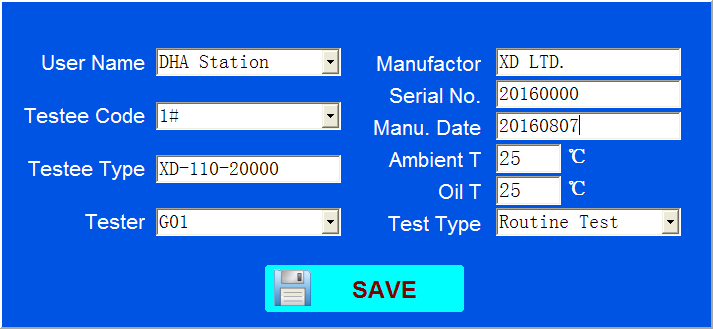 User Name DHA Station
Testee Code 1#
Testee Type XD-110-20000
Tester G01
Manufactor XD LTD.
Serial No. 20160000
Manu. Date 20160807
Ambient T 25 ℃
Oil T 25 ℃
Test Type Routine Test
SAVE